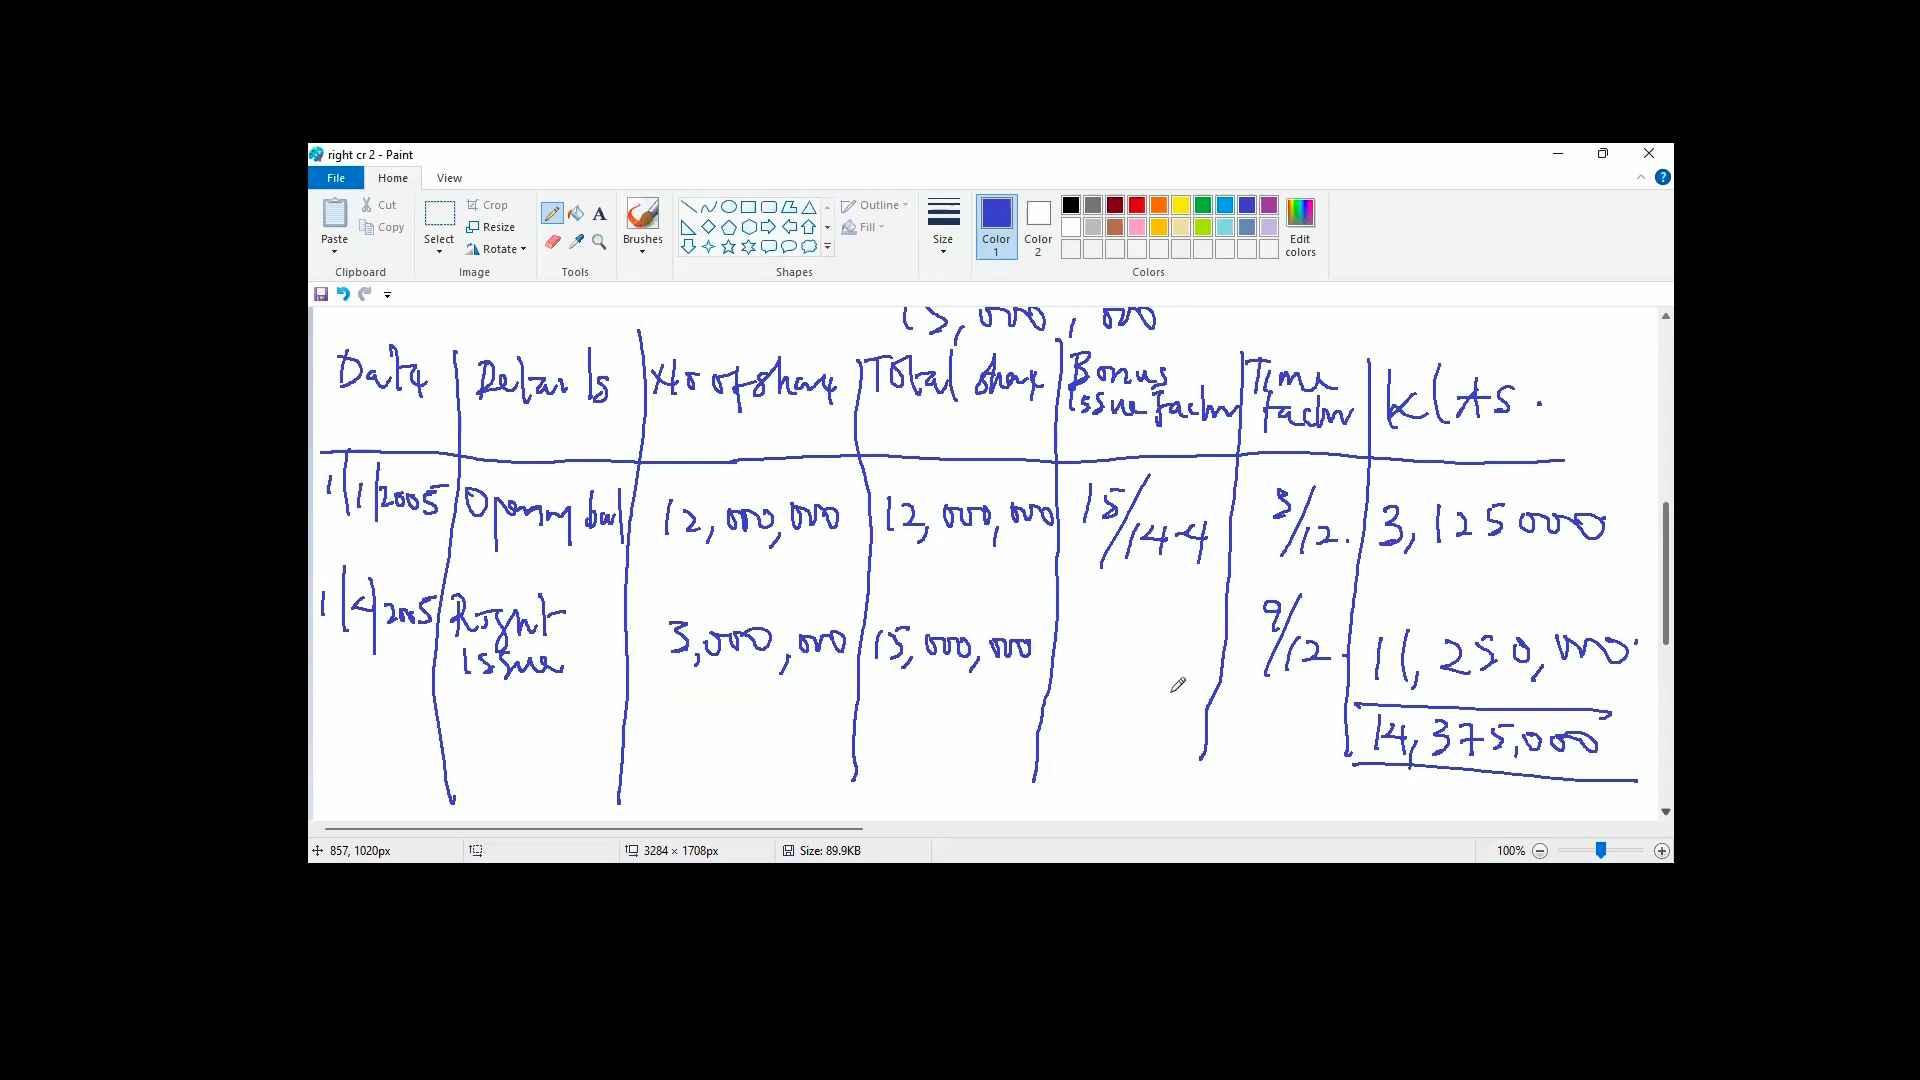 right cr 2 - Paint
File Home View
Paste Cut Copy Clipboard
Select Crop Resize Rotate Image
Tools
Brushes
Outline Fill Shapes
Size
Color 1 Color 2 Edit colors Colors
15,000,000
Date Details No of share Total share Bonus issue factor Time factor
1/1/2005 Opening bal 12,000,000 12,000,000 15/14.4 3/12. 3,125000
1/4/2005 Right issue 3,000,000 15,000,000 9/12 11,250,000
14,375,000
857, 1020px 3284 × 1708px Size: 89.9KB 100%